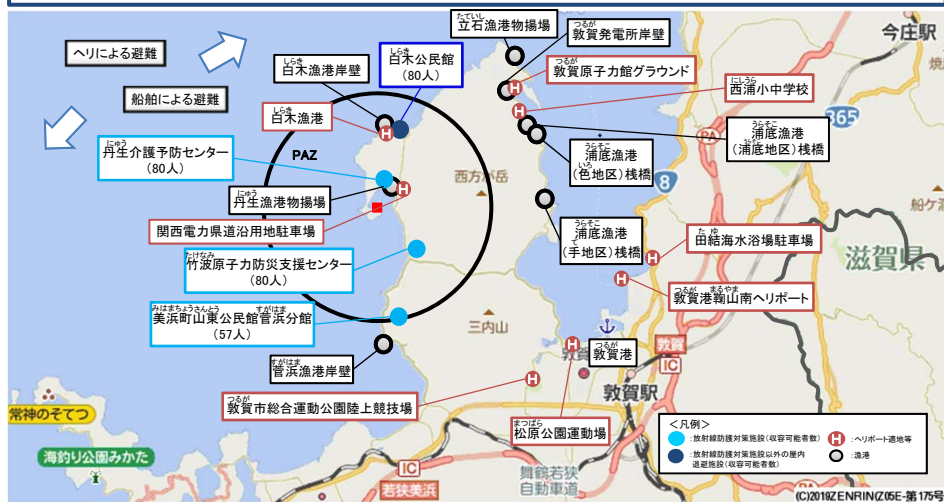 ヘリによる避難
船舶による避難
たていし
立石漁港物揚場
つるが
敦賀発電所岸壁
今庄駅
しらき
白木漁港岸壁
しらき
白木公民館
(80人)
つるが
敦賀原子力館グラウンド
にしうら
西浦小中学校
しらき
白木漁港
365
PA
PAZ
にゅう
丹生介護予防センター
(80人)
うらそこ
浦底漁港
いろ
(色地区)桟橋
うらそこ
浦底漁港
(浦底地区)桟橋
西方が岳
8
にゅう
丹生漁港物揚場
船ケ洞
関西電力県道沿用地駐車場
うらそこ
浦底漁港
て
(手地区)桟橋
たゆ
田結海水浴場駐車場
滋賀県
たけなみ
竹波原子力防災支援センター
(80人)
つるが まるやま
敦賀港鞠山南ヘリポート
みはまちょうさんとう すがはま
美浜町山東公民館菅浜分館
(57人)
三内山
すがはま
菅浜漁港岸壁
敦賀
つるが
敦賀港
敦賀
IC
敦賀駅
つるが
敦賀市総合運動公園陸上競技場
まつばら
松原公園運動場
常神のそてつ
海釣り公園みかた
IC
若狭美浜
舞鶴若狭
自動車道
<凡例>
:放射線防護対策施設(収容可能者数)
:放射線防護対策施設以外の屋内
退避施設(収容可能者数)
H
:ヘリポート適地等
:漁港
(C)2019ZENRIN(Z05E-第175号)